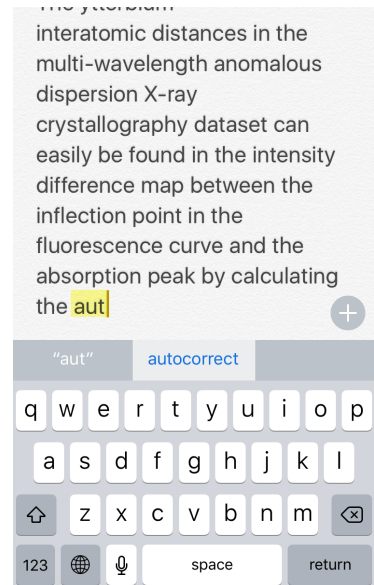 The ytterbium
interatomic distances in the
multi-wavelength anomalous
dispersion X-ray
crystallography dataset can
easily be found in the intensity
difference map between the
inflection point in the
fluorescence curve and the
absorption peak by calculating
the aut
“aut” autocorrect
q w e r t y u i o p
a s d f g h j k l
z x c v b n m
123 space return